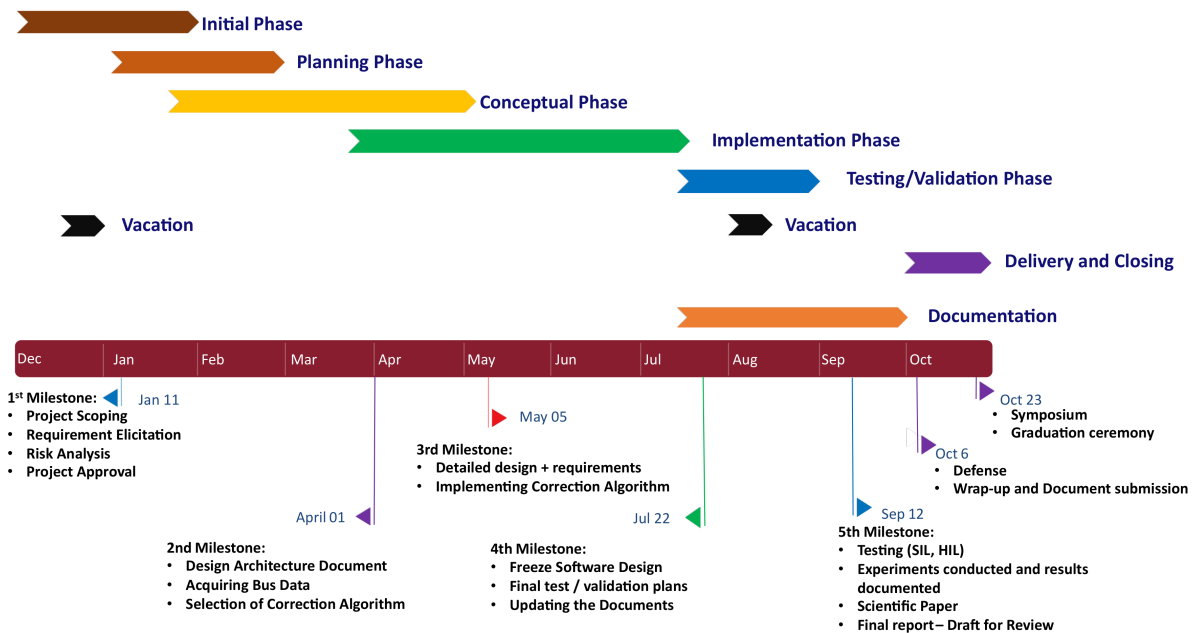 Initial Phase
Planning Phase
Conceptual Phase
Implementation Phase
Testing/Validation Phase
Vacation
Vacation
Delivery and Closing
Documentation
Dec
Jan
Feb
Mar
Apr
May
Jun
Jul
Aug
Sep
Oct
1st Milestone:
• Project Scoping
• Requirement Elicitation
• Risk Analysis
• Project Approval
Jan 11
April 01
2nd Milestone:
• Design Architecture Document
• Acquiring Bus Data
• Selection of Correction Algorithm
May 05
3rd Milestone:
• Detailed design + requirements
• Implementing Correction Algorithm
Jul 22
4th Milestone:
• Freeze Software Design
• Final test / validation plans
• Updating the Documents
Sep 12
5th Milestone:
• Testing (SIL, HIL)
• Experiments conducted and results
documented
• Scientific Paper
• Final report – Draft for Review
Oct 6
• Defense
• Wrap-up and Document submission
Oct 23
• Symposium
• Graduation ceremony